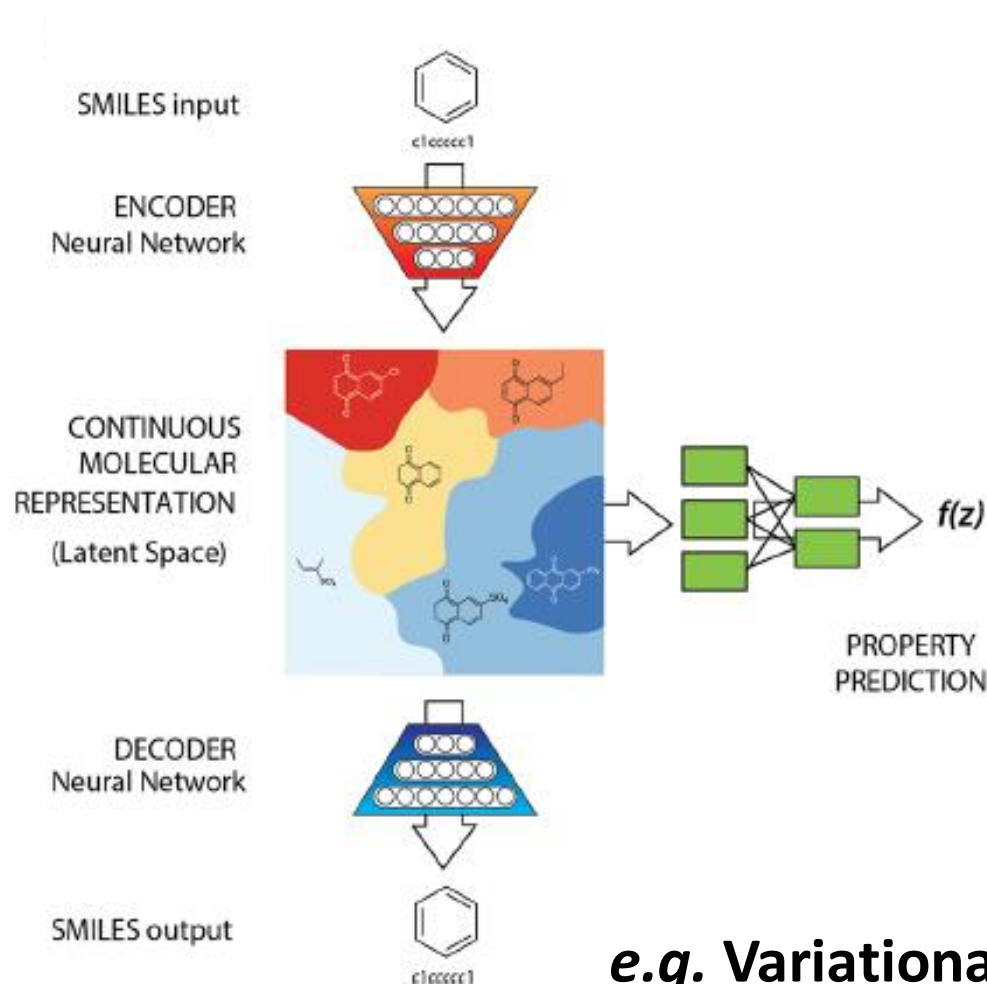 SMILES input
c1ccccc1
ENCODER
Neural Network
CONTINUOUS
MOLECULAR
REPRESENTATION
(Latent Space)
f(z)
PROPERTY
PREDICTION
SO₄
DECODER
Neural Network
SMILES output
c1ccccc1
e.g. Variationa